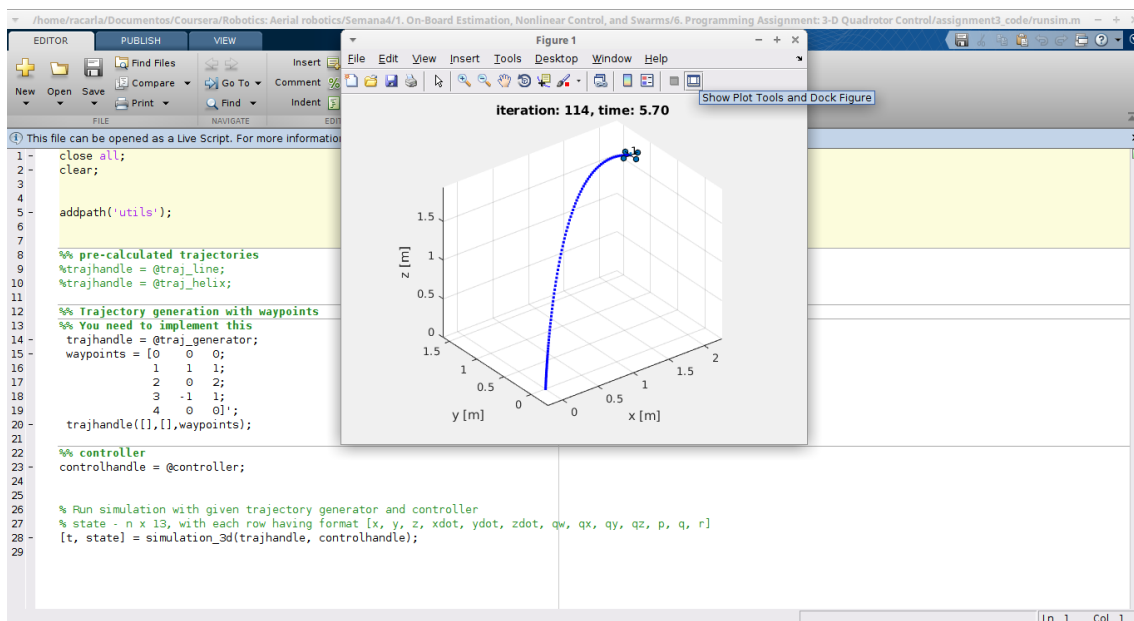 /home/racarla/Documentos/Coursera/Robotics: Aerial robotics/Semana4/1. On-Board Estimation, Nonlinear Control, and Swarms/6. Programming Assignment: 3-D Quadrotor Control/assignment3_code/runsim.m
EDITOR PUBLISH VIEW
New Open Save
Find Files
Compare
Print
Go To
Find
Insert
Comment
Indent
FILE NAVIGATE EDI
This file can be opened as a Live Script. For more informatio
1 - close all;
2 - clear;
3
4
5 - addpath('utils');
6
7
8 %% pre-calculated trajectories
9 %trajhandle = @traj_line;
10 %trajhandle = @traj_helix;
11
12 %% Trajectory generation with waypoints
13 %% You need to implement this
14 - trajhandle = @traj_generator;
15 - waypoints = [0 0 0;
16 1 1 1;
17 2 0 2;
18 3 -1 1;
19 4 0 0]';
20 - trajhandle([],[],waypoints);
21
22 %% controller
23 - controlhandle = @controller;
24
25
26 % Run simulation with given trajectory generator and controller
27 % state - n x 13, with each row having format [x, y, z, xdot, ydot, zdot, qw, qx, qy, qz, p, q, r]
28 - [t, state] = simulation_3d(trajhandle, controlhandle);
29
Figure 1
File Edit View Insert Tools Desktop Window Help
Show Plot Tools and Dock Figure
iteration: 114, time: 5.70
1
1.5
1
0.5
0
z [m]
1.5
1
0.5
0
y [m]
0
0.5
1
1.5
2
x [m]
Ln 1 Col 1